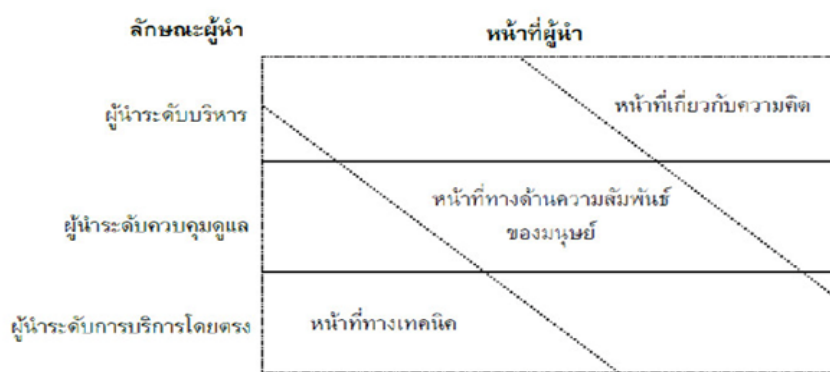 ลักษณะผู้นำ
หน้าที่ผู้นำ
ผู้นำระดับบริหาร
หน้าที่เกี่ยวกับความคิด
ผู้นำระดับควบคุมดูแล
หน้าที่ทางด้านความสัมพันธ์
ของมนุษย์
ผู้นำระดับการบริการโดยตรง
หน้าที่ทางเทคนิค